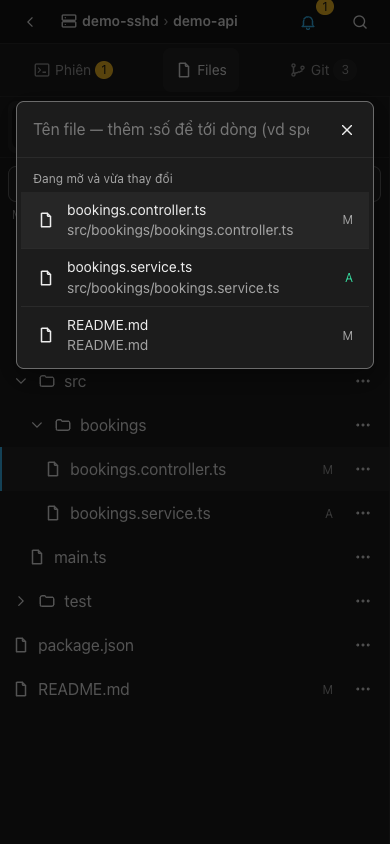 1
demo-sshd › demo-api
Phiên 1
Files
Git 3
Tên file — thêm :số để tới dòng (vd spe
Đang mở và vừa thay đổi
bookings.controller.ts
src/bookings/bookings.controller.ts
M
bookings.service.ts
src/bookings/bookings.service.ts
A
README.md
README.md
M
src
bookings
bookings.controller.ts M
bookings.service.ts A
main.ts
test
package.json
README.md M